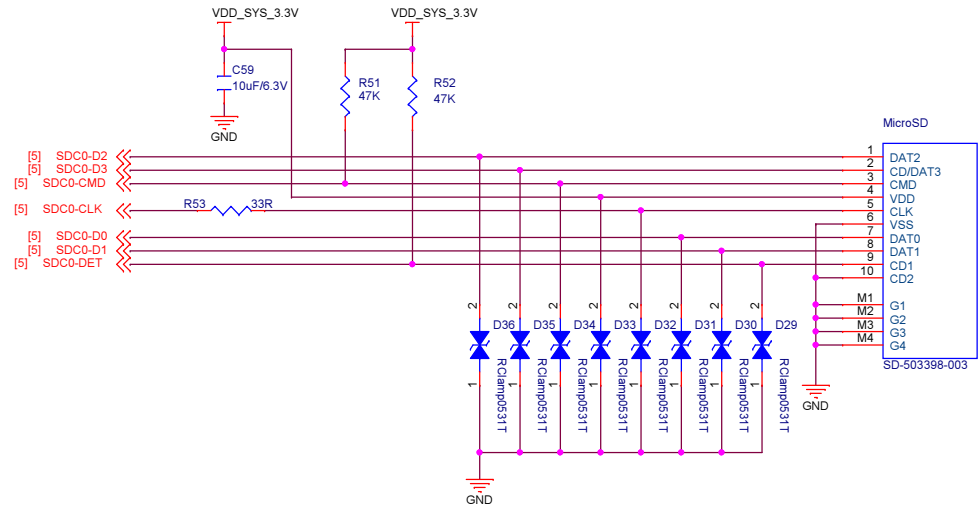 VDD_SYS_3.3V
VDD_SYS_3.3V
C59
10uF/6.3V
GND
R51
47K
R52
47K
MicroSD
[5] SDC0-D2
[5] SDC0-D3
[5] SDC0-CMD
[5] SDC0-CLK
R53 33R
[5] SDC0-D0
[5] SDC0-D1
[5] SDC0-DET
1 DAT2
2 CD/DAT3
3 CMD
4 VDD
5 CLK
6 VSS
7 DAT0
8 DAT1
9 CD1
10 CD2
M1 G1
M2 G2
M3 G3
M4 G4
SD-503398-003
GND
2 2 2 2 2 2 2 2
D36 D35 D34 D33 D32 D31 D30 D29
RClamp0531T RClamp0531T RClamp0531T RClamp0531T RClamp0531T RClamp0531T RClamp0531T RClamp0531T
1 1 1 1 1 1 1 1
GND